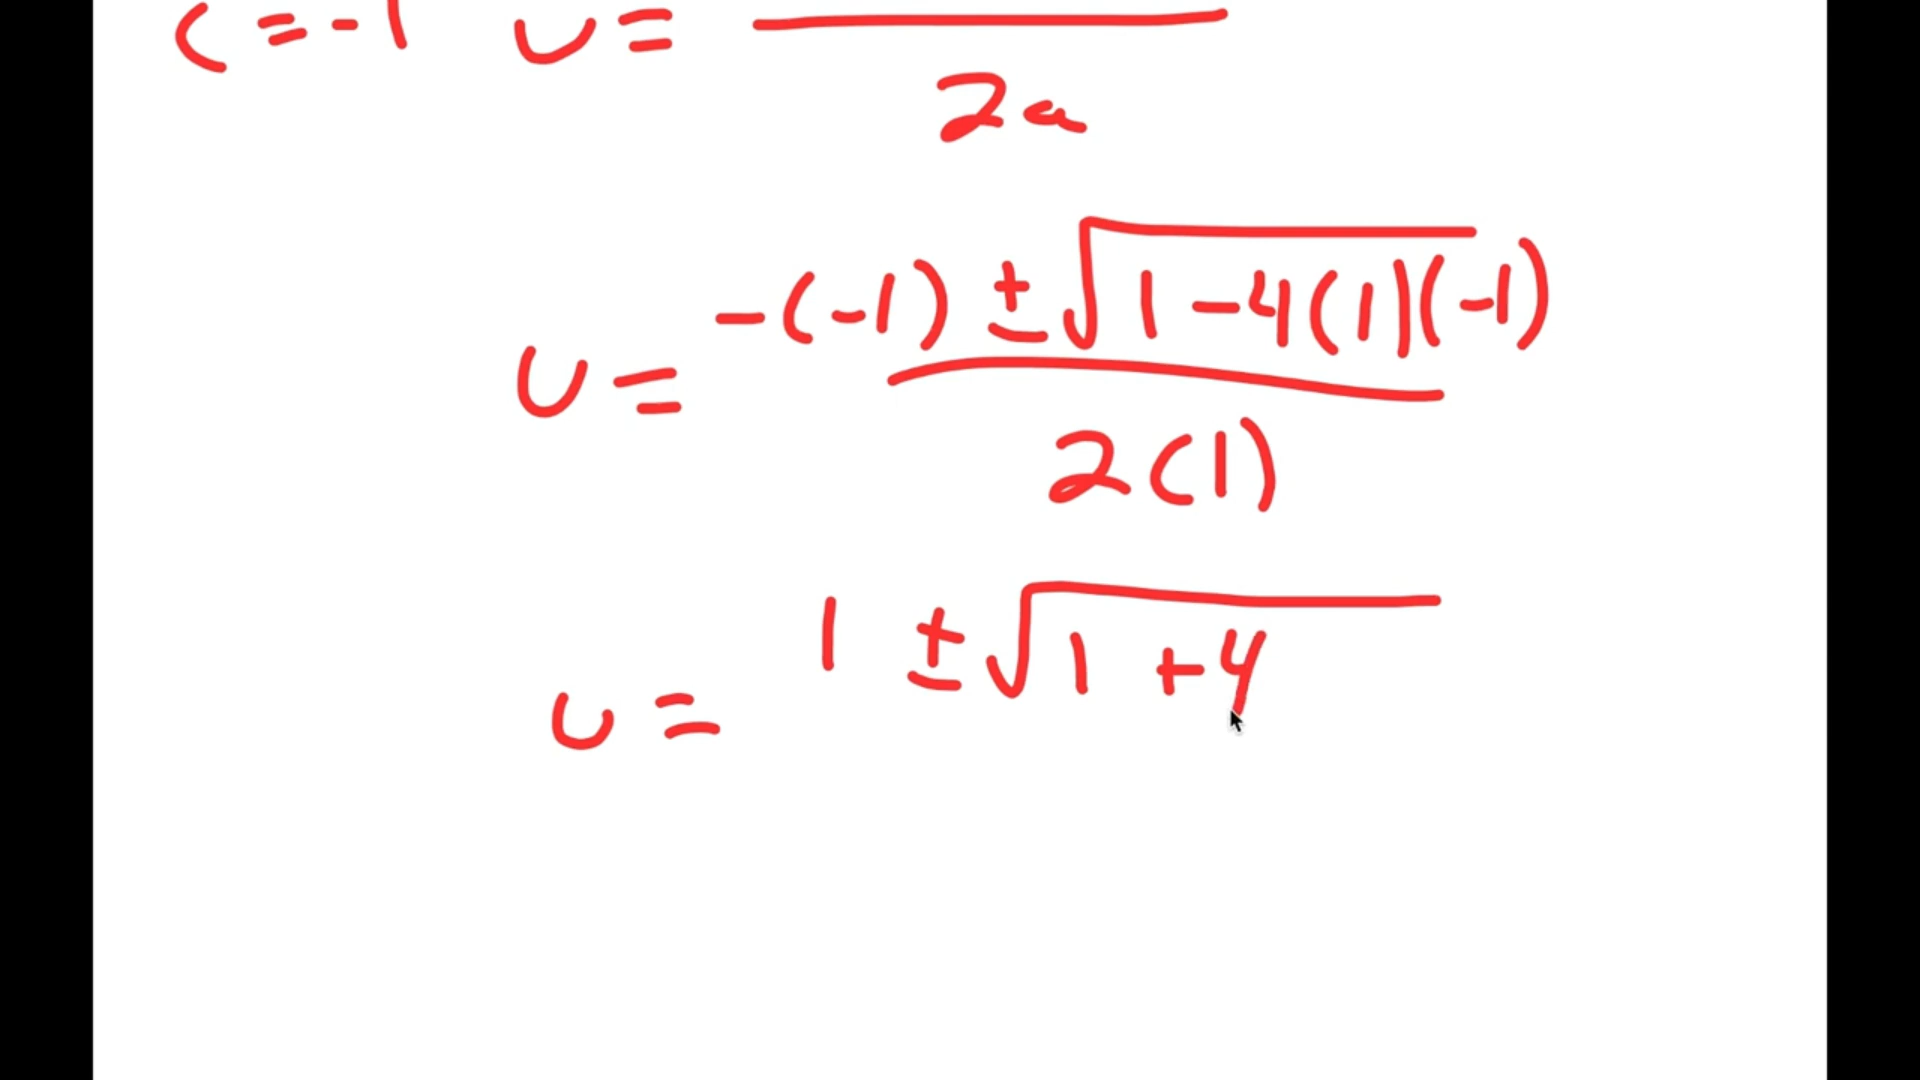 c = -1 u = ―
2a
-(-1) ± √1 - 4(1)(-1)
u = ―
2(1)
1 ± √1 + 4
u =